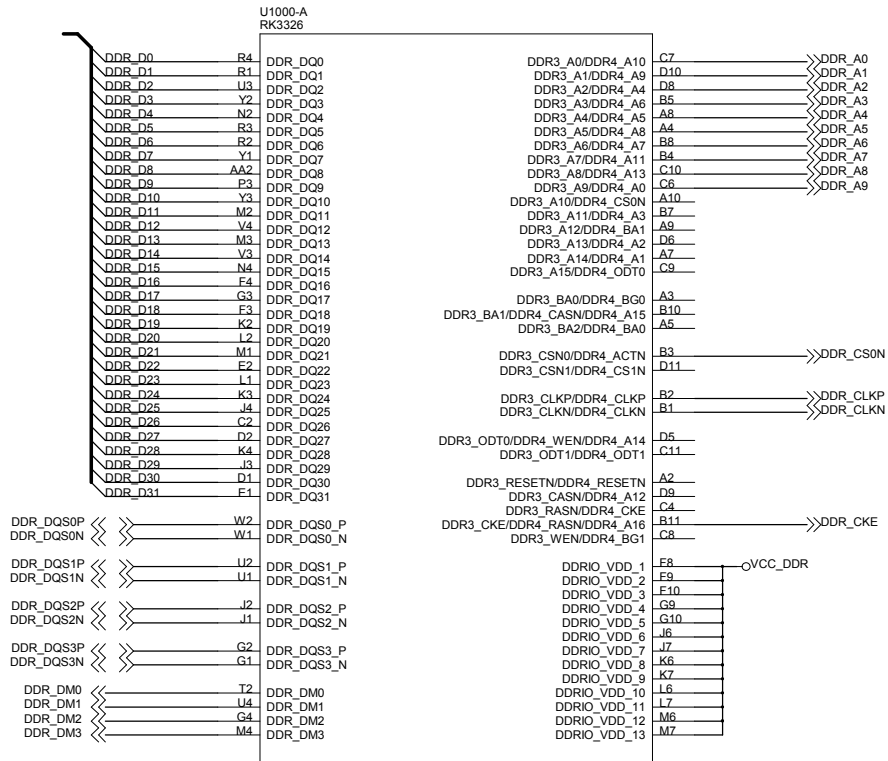 U1000-A
RK3326
DDR_D0 R4 DDR_DQ0
DDR_D1 R1 DDR_DQ1
DDR_D2 U3 DDR_DQ2
DDR_D3 Y2 DDR_DQ3
DDR_D4 N2 DDR_DQ4
DDR_D5 R3 DDR_DQ5
DDR_D6 R2 DDR_DQ6
DDR_D7 Y1 DDR_DQ7
DDR_D8 AA2 DDR_DQ8
DDR_D9 P3 DDR_DQ9
DDR_D10 Y3 DDR_DQ10
DDR_D11 M2 DDR_DQ11
DDR_D12 V4 DDR_DQ12
DDR_D13 M3 DDR_DQ13
DDR_D14 V3 DDR_DQ14
DDR_D15 N4 DDR_DQ15
DDR_D16 F4 DDR_DQ16
DDR_D17 G3 DDR_DQ17
DDR_D18 F3 DDR_DQ18
DDR_D19 K2 DDR_DQ19
DDR_D20 L2 DDR_DQ20
DDR_D21 M1 DDR_DQ21
DDR_D22 E2 DDR_DQ22
DDR_D23 L1 DDR_DQ23
DDR_D24 K3 DDR_DQ24
DDR_D25 J4 DDR_DQ25
DDR_D26 C2 DDR_DQ26
DDR_D27 D2 DDR_DQ27
DDR_D28 K4 DDR_DQ28
DDR_D29 J3 DDR_DQ29
DDR_D30 D1 DDR_DQ30
DDR_D31 E1 DDR_DQ31
DDR_DQS0P W2 DDR_DQS0_P
DDR_DQS0N W1 DDR_DQS0_N
DDR_DQS1P U2 DDR_DQS1_P
DDR_DQS1N U1 DDR_DQS1_N
DDR_DQS2P J2 DDR_DQS2_P
DDR_DQS2N J1 DDR_DQS2_N
DDR_DQS3P G2 DDR_DQS3_P
DDR_DQS3N G1 DDR_DQS3_N
DDR_DM0 T2 DDR_DM0
DDR_DM1 U4 DDR_DM1
DDR_DM2 G4 DDR_DM2
DDR_DM3 M4 DDR_DM3
DDR3_A0/DDR4_A10 C7 DDR_A0
DDR3_A1/DDR4_A9 D10 DDR_A1
DDR3_A2/DDR4_A4 D8 DDR_A2
DDR3_A3/DDR4_A6 B5 DDR_A3
DDR3_A4/DDR4_A5 A8 DDR_A4
DDR3_A5/DDR4_A8 A4 DDR_A5
DDR3_A6/DDR4_A7 B8 DDR_A6
DDR3_A7/DDR4_A11 B4 DDR_A7
DDR3_A8/DDR4_A13 C10 DDR_A8
DDR3_A9/DDR4_A0 C6 DDR_A9
DDR3_A10/DDR4_CS0N A10
DDR3_A11/DDR4_A3 B7
DDR3_A12/DDR4_BA1 A9
DDR3_A13/DDR4_A2 D6
DDR3_A14/DDR4_A1 A7
DDR3_A15/DDR4_ODT0 C9
DDR3_BA0/DDR4_BG0 A3
DDR3_BA1/DDR4_CASN/DDR4_A15 B10
DDR3_BA2/DDR4_BA0 A5
DDR3_CSN0/DDR4_ACTN B3 DDR_CS0N
DDR3_CSN1/DDR4_CS1N D11
DDR3_CLKP/DDR4_CLKP B2 DDR_CLKP
DDR3_CLKN/DDR4_CLKN B1 DDR_CLKN
DDR3_ODT0/DDR4_WEN/DDR4_A14 D5
DDR3_ODT1/DDR4_ODT1 C11
DDR3_RESETN/DDR4_RESETN A2
DDR3_CASN/DDR4_A12 D9
DDR3_RASN/DDR4_CKE C4
DDR3_CKE/DDR4_RASN/DDR4_A16 B11 DDR_CKE
DDR3_WEN/DDR4_BG1 C8
DDRIO_VDD_1 F8 VCC_DDR
DDRIO_VDD_2 F9
DDRIO_VDD_3 F10
DDRIO_VDD_4 G9
DDRIO_VDD_5 G10
DDRIO_VDD_6 J6
DDRIO_VDD_7 J7
DDRIO_VDD_8 K6
DDRIO_VDD_9 K7
DDRIO_VDD_10 L6
DDRIO_VDD_11 L7
DDRIO_VDD_12 M6
DDRIO_VDD_13 M7